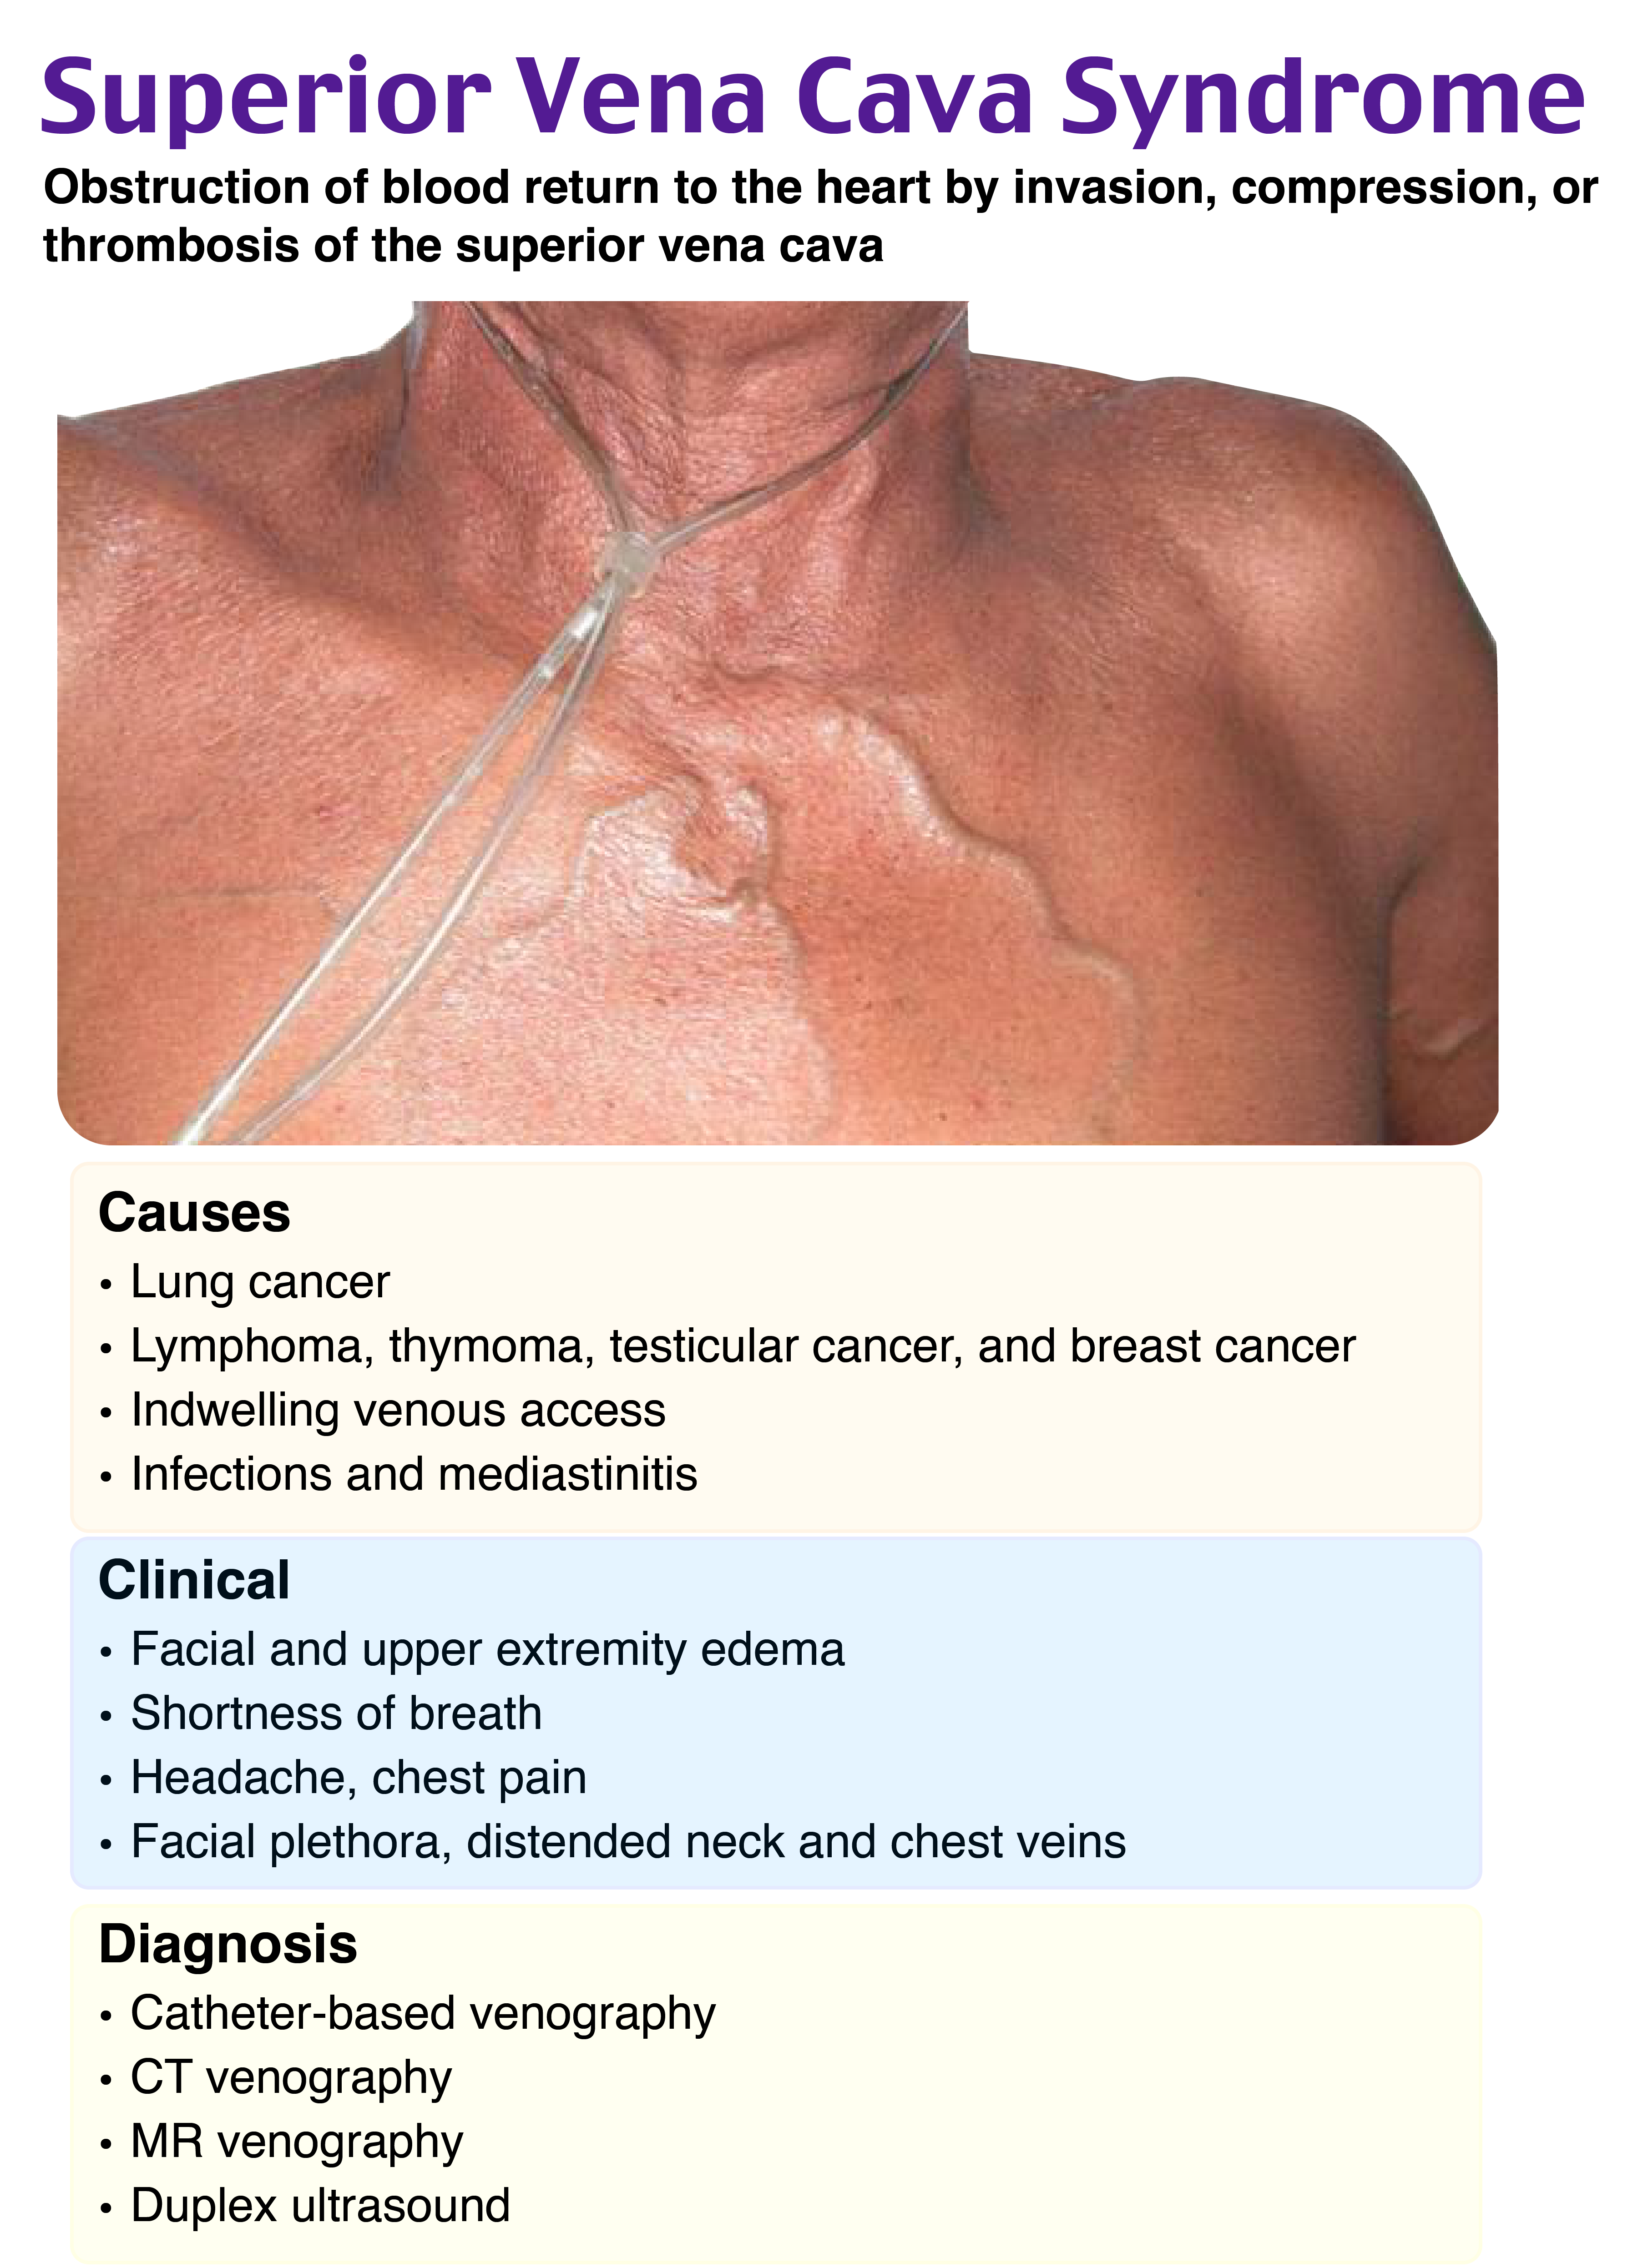 Superior Vena Cava Syndrome
Obstruction of blood return to the heart by invasion, compression, or
thrombosis of the superior vena cava
Causes
• Lung cancer
• Lymphoma, thymoma, testicular cancer, and breast cancer
• Indwelling venous access
• Infections and mediastinitis
Clinical
• Facial and upper extremity edema
• Shortness of breath
• Headache, chest pain
• Facial plethora, distended neck and chest veins
Diagnosis
• Catheter-based venography
• CT venography
• MR venography
• Duplex ultrasound